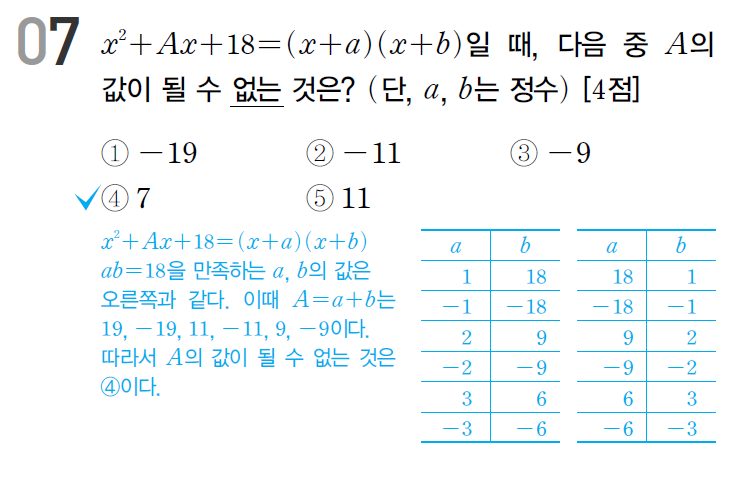 07 x²+Ax+18=(x+a)(x+b)일 때, 다음 중 A의
값이 될 수 없는 것은? (단, a, b는 정수) [4점]
① -19 ② -11 ③ -9
④ 7 ⑤ 11
x²+Ax+18=(x+a)(x+b)
ab=18을 만족하는 a, b의 값은
오른쪽과 같다. 이때 A=a+b는
19, -19, 11, -11, 9, -9이다.
따라서 A의 값이 될 수 없는 것은
④이다.
a b a b
1 18 18 1
-1 -18 -18 -1
2 9 9 2
-2 -9 -9 -2
3 6 6 3
-3 -6 -6 -3